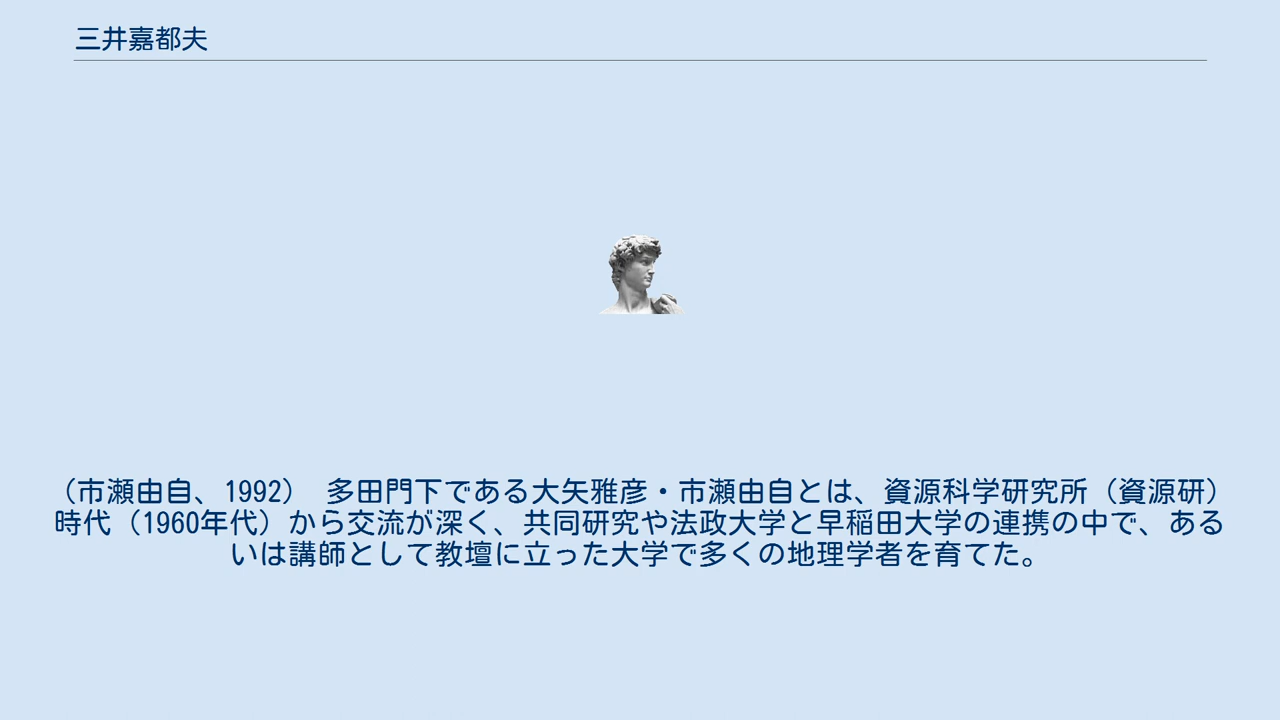 三井嘉都夫
（市瀬由自、1992） 多田門下である大矢雅彦・市瀬由自とは、資源科学研究所（資源研）
時代（1960年代）から交流が深く、共同研究や法政大学と早稲田大学の連携の中で、ある
いは講師として教壇に立った大学で多くの地理学者を育てた。